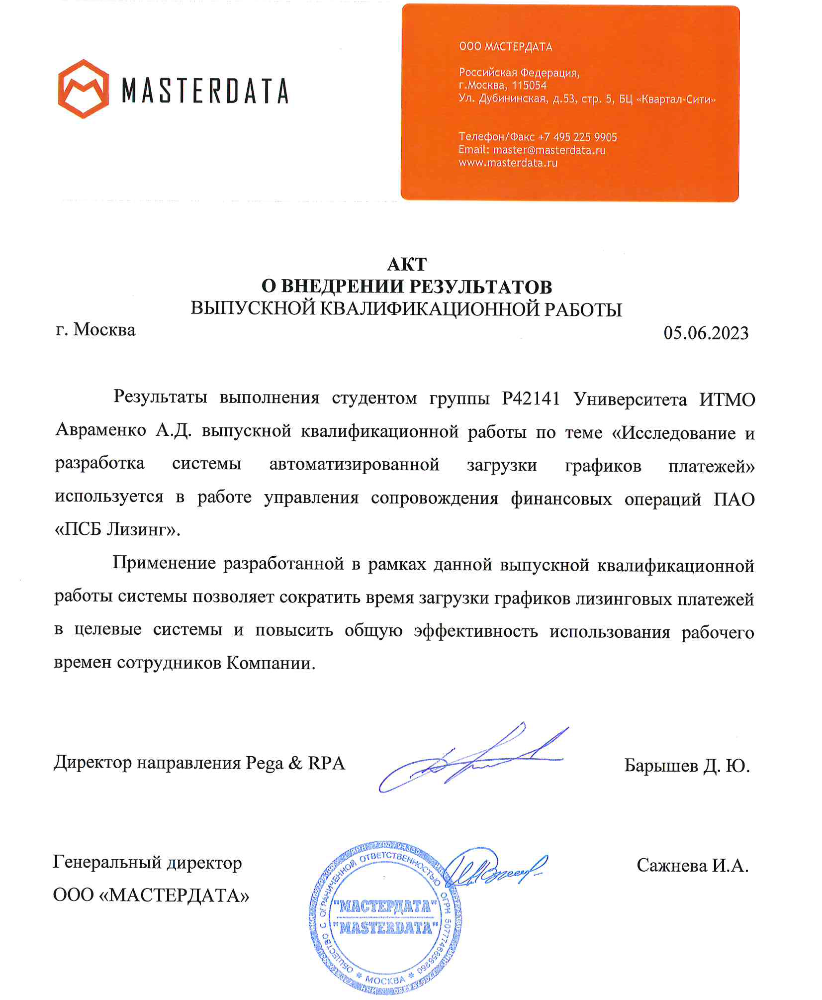 MASTERDATA
ООО МАСТЕРДАТА
Российская Федерация,
г.Москва, 115054
Ул. Дубининская, д.53, стр. 5, БЦ «Квартал-Сити»
Телефон/Факс +7 495 225 9905
Email: master@masterdata.ru
www.masterdata.ru
АКТ
О ВНЕДРЕНИИ РЕЗУЛЬТАТОВ
ВЫПУСКНОЙ КВАЛИФИКАЦИОННОЙ РАБОТЫ
г. Москва 05.06.2023
Результаты выполнения студентом группы Р42141 Университета ИТМО
Авраменко А.Д. выпускной квалификационной работы по теме «Исследование и
разработка системы автоматизированной загрузки графиков платежей»
используется в работе управления сопровождения финансовых операций ПАО
«ПСБ Лизинг».
Применение разработанной в рамках данной выпускной квалификационной
работы системы позволяет сократить время загрузки графиков лизинговых платежей
в целевые системы и повысить общую эффективность использования рабочего
времен сотрудников Компании.
Директор направления Pega & RPA Барышев Д. Ю.
Генеральный директор Сажнева И.А.
ООО «МАСТЕРДАТА»
ОБЩЕСТВО С ОГРАНИЧЕННОЙ ОТВЕТСТВЕННОСТЬЮ ОГРН 5077746856260
* МОСКВА *
"МАСТЕРДАТА"
"MASTERDATA"